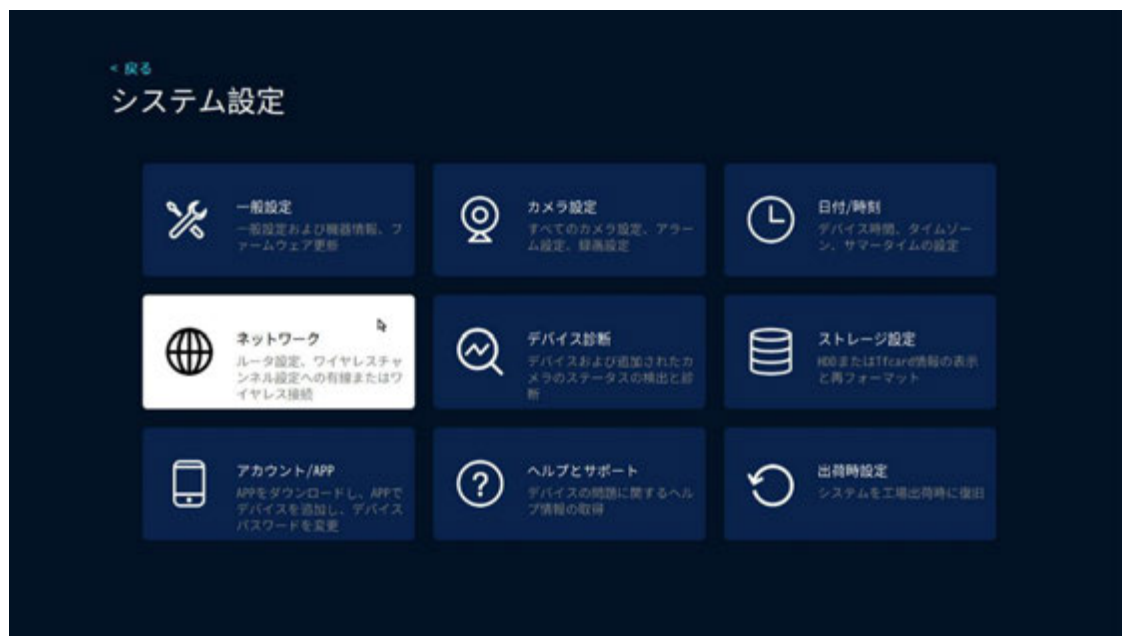 < 戻る
システム設定
一般設定
一般設定および機器情報、フ
ァームウェア更新
カメラ設定
すべてのカメラ設定、アラー
ム設定、録画設定
日付/時刻
デバイス時間、タイムゾー
ン、サマータイムの設定
ネットワーク
ルータ設定、ワイヤレスチャ
ンネル設定への有線またはワ
イヤレス接続
デバイス診断
デバイスおよび追加されたカ
メラのステータスの検出と診
断
ストレージ設定
HDDまたはTfcard情報の表示
と再フォーマット
アカウント/APP
APPをダウンロードし、APPで
デバイスを追加し、デバイス
パスワードを変更
ヘルプとサポート
デバイスの問題に関するヘル
プ情報の取得
出荷時設定
システムを工場出荷時に復旧